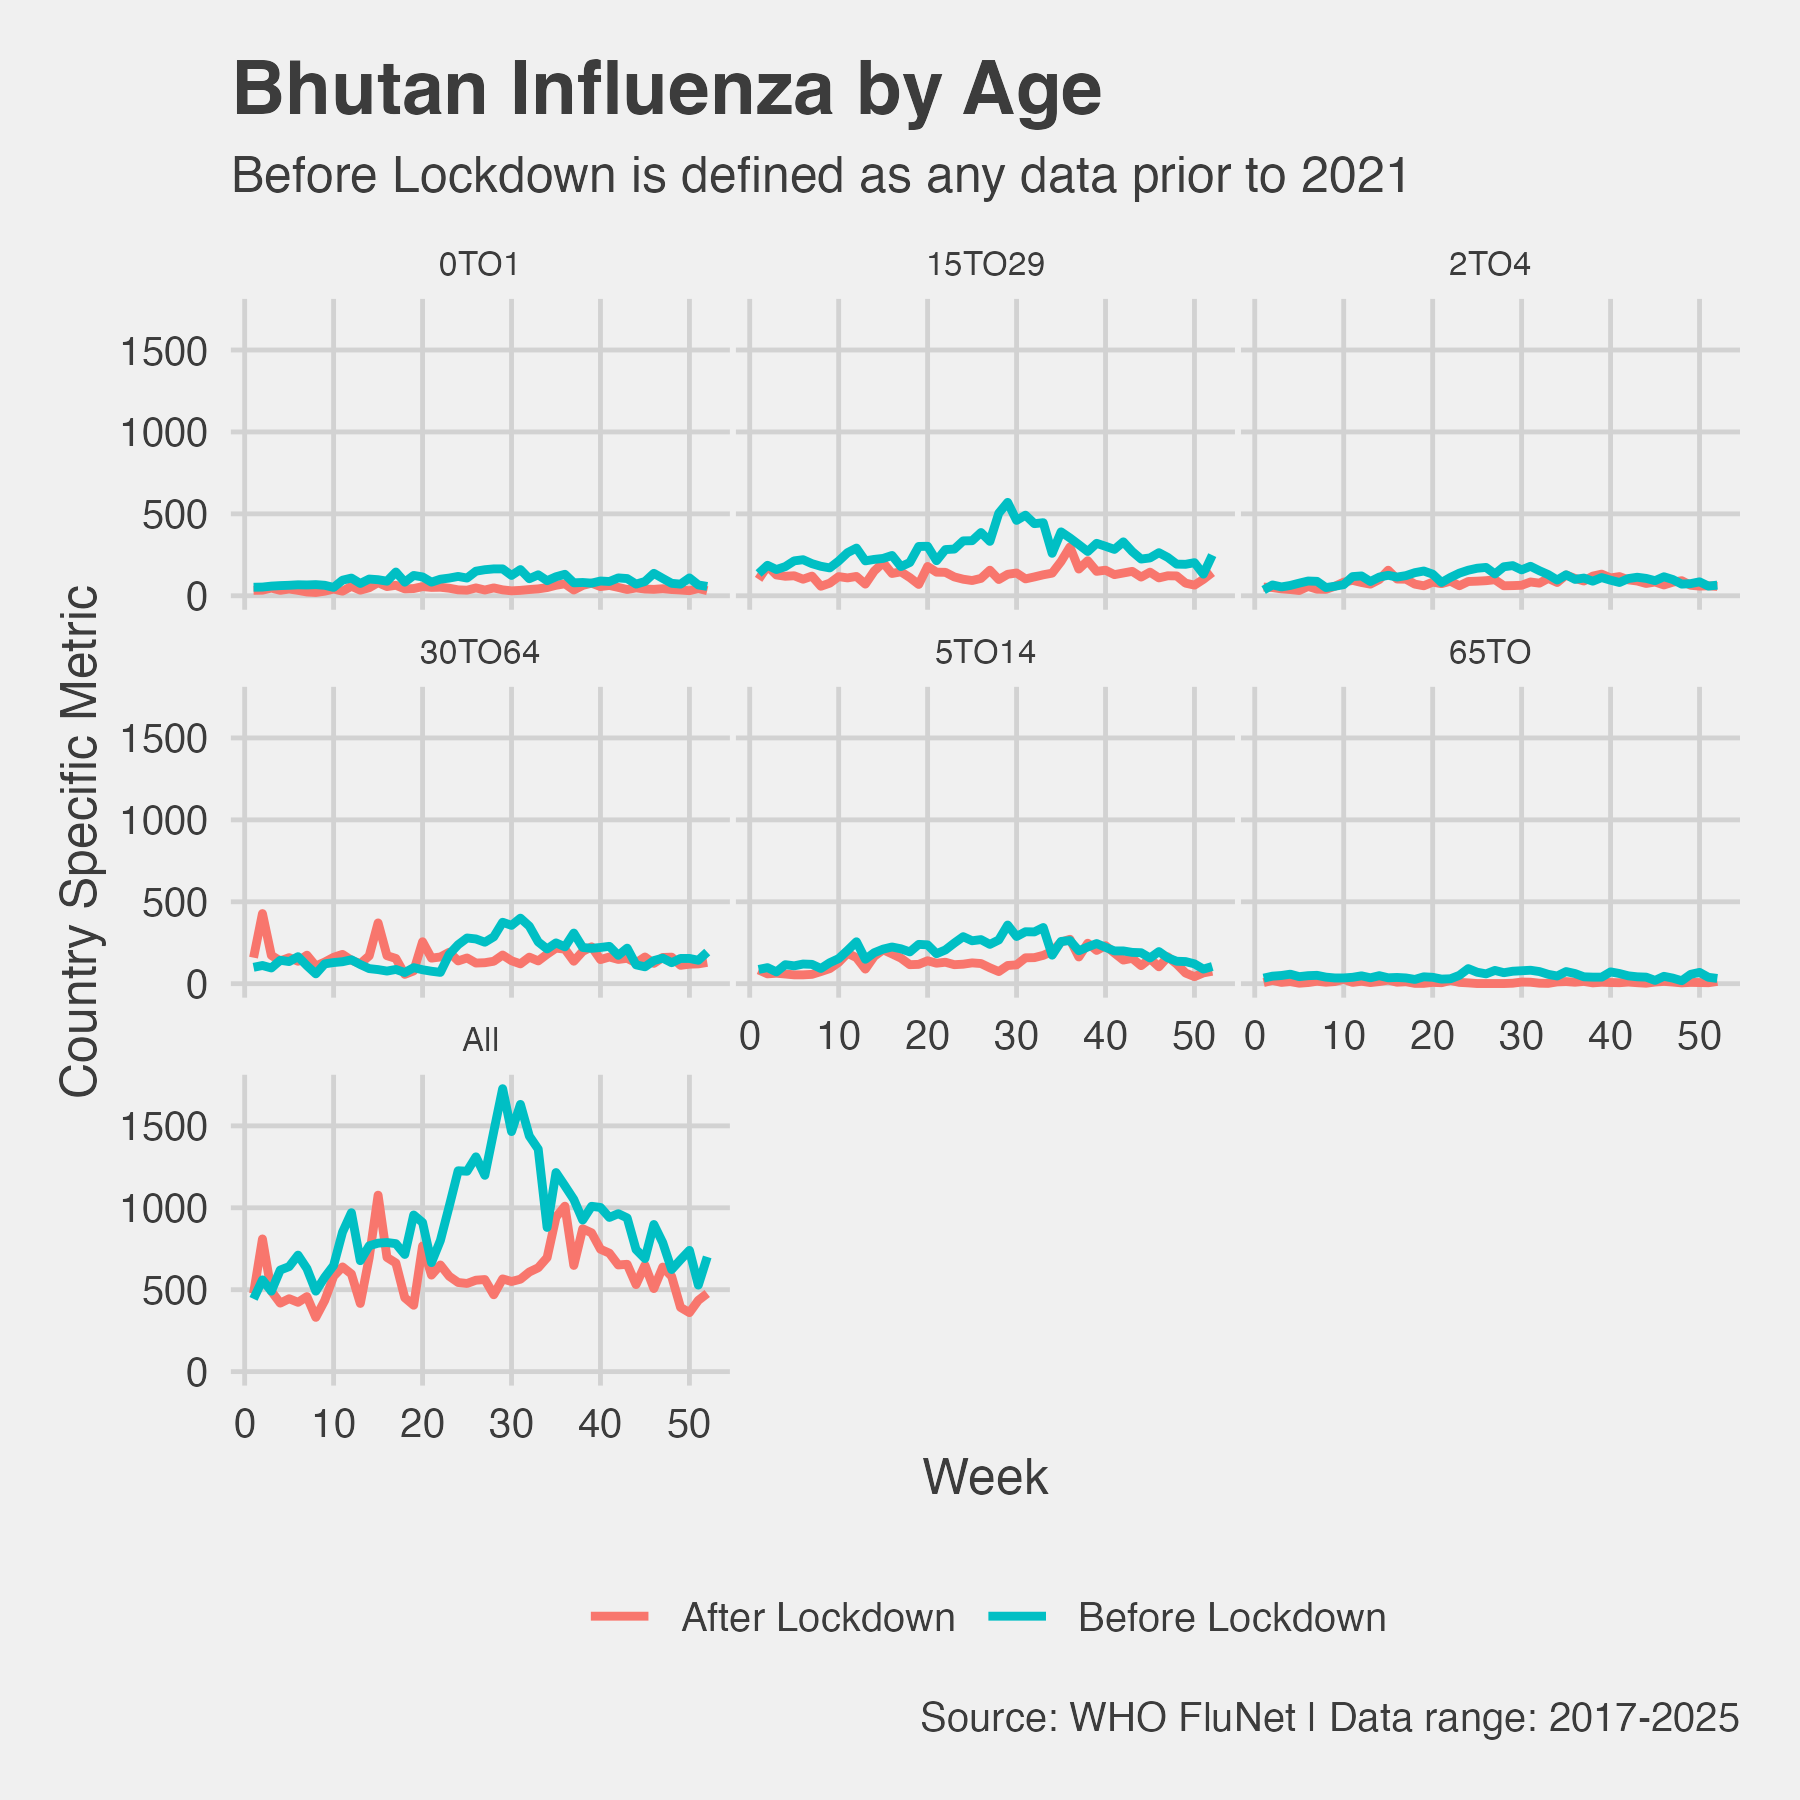 Bhutan Influenza by Age
Before Lockdown is defined as any data prior to 2021
0TO1
15TO29
2TO4
1500
1000
500
0
30TO64
5TO14
65TO
1500
1000
500
0
0 10 20 30 40 50
0 10 20 30 40 50
All
1500
1000
500
0
0 10 20 30 40 50
Country Specific Metric
Week
After Lockdown
Before Lockdown
Source: WHO FluNet | Data range: 2017-2025